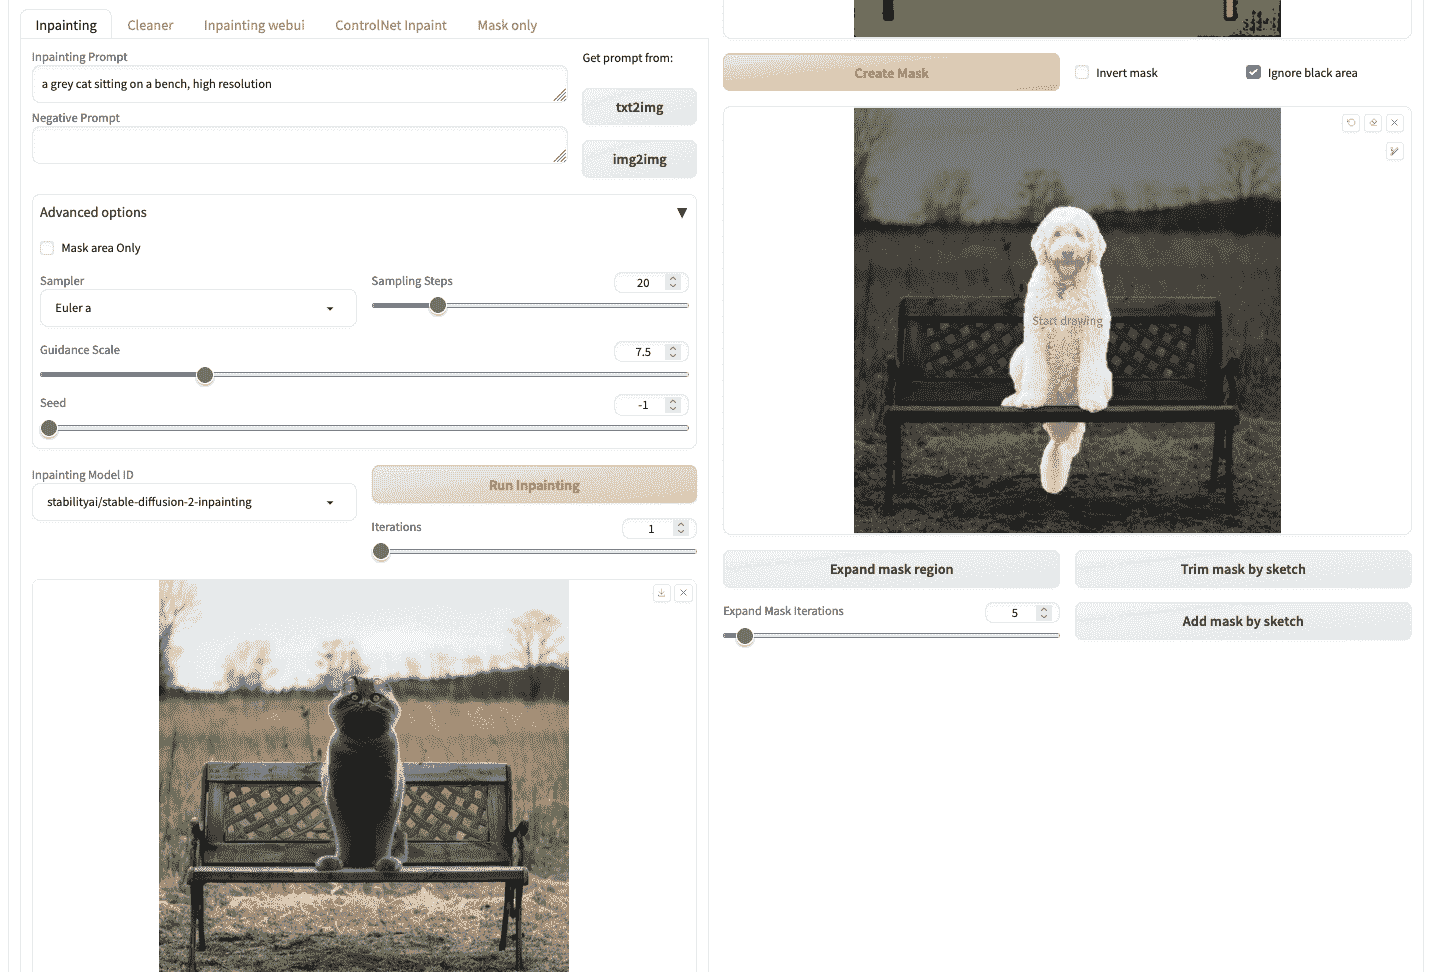 Inpainting
Cleaner
Inpainting webui
ControlNet Inpaint
Mask only
Inpainting Prompt
a grey cat sitting on a bench, high resolution
Negative Prompt
Get prompt from:
txt2img
img2img
Advanced options
Mask area Only
Sampler
Euler a
Sampling Steps
20
Guidance Scale
7.5
Seed
-1
Inpainting Model ID
stabilityai/stable-diffusion-2-inpainting
Run Inpainting
Iterations
1
Create Mask
Invert mask
Ignore black area
Start drawing
Expand mask region
Trim mask by sketch
Expand Mask Iterations
5
Add mask by sketch